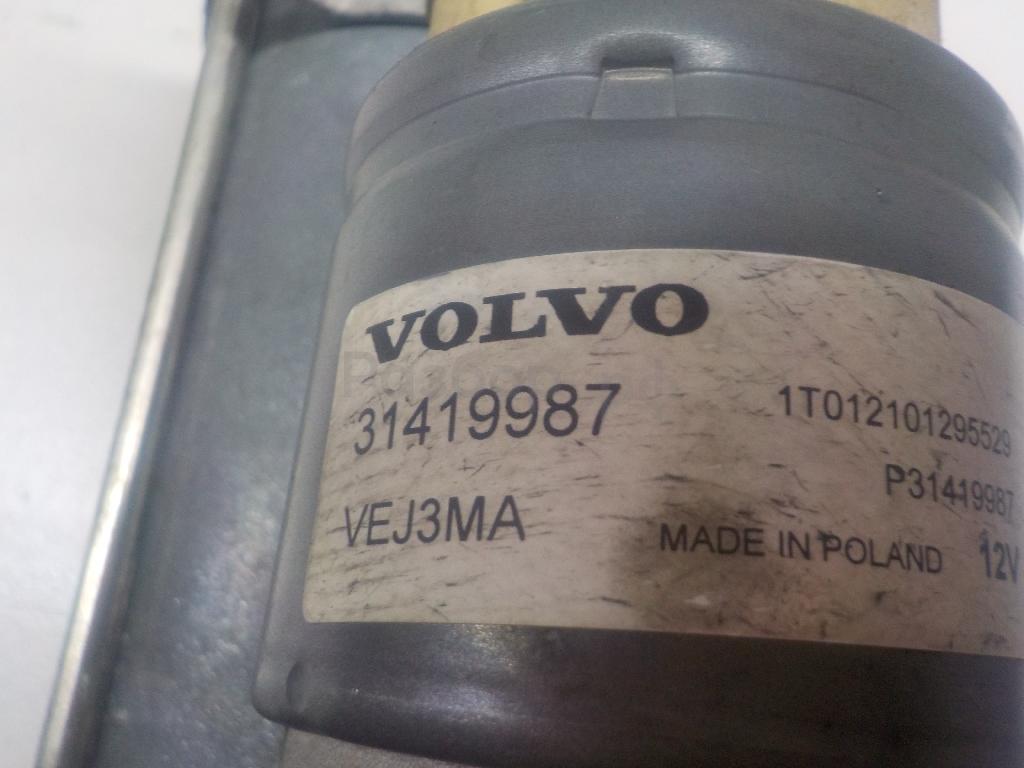 VOLVO
31419987
1T012101295529
P31419987
VEJ3MA
MADE IN POLAND
12V